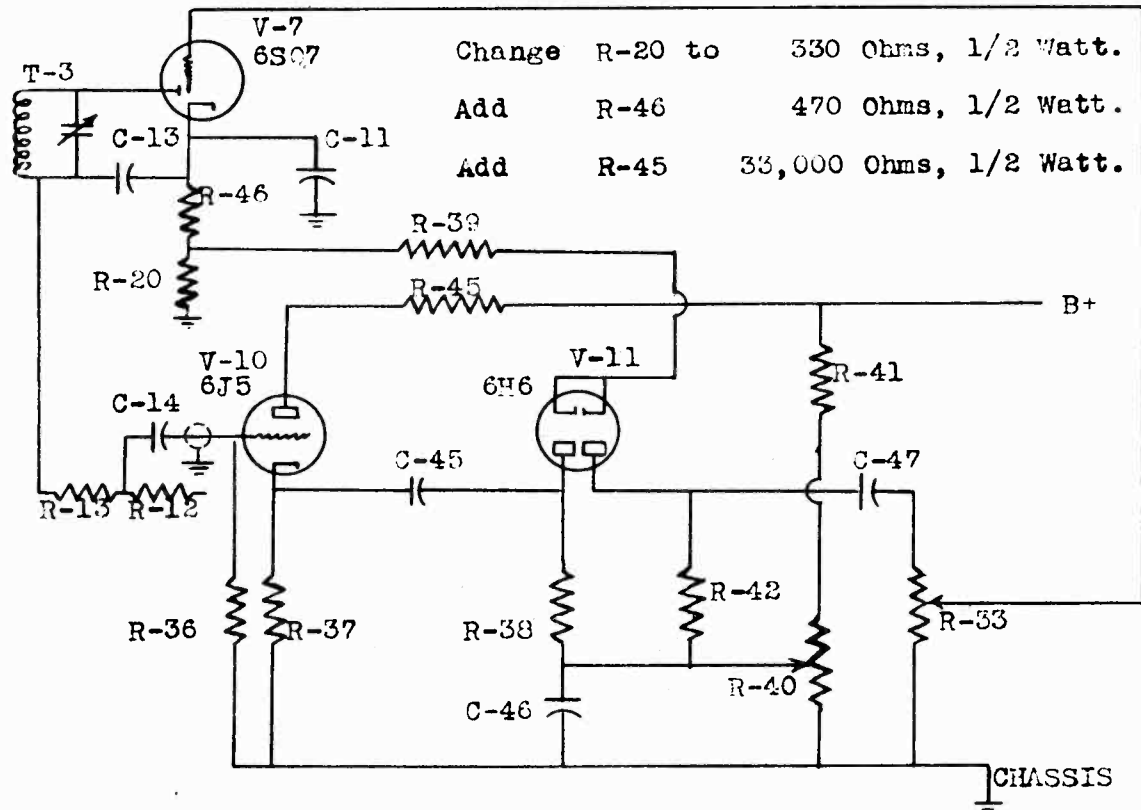 V-7
6SQ7
Change R-20 to 330 Ohms, 1/2 Watt.
T-3
Add R-46 470 Ohms, 1/2 Watt.
C-13
C-11
Add R-45 33,000 Ohms, 1/2 Watt.
R-46
R-39
R-20
R-45
B+
V-10
6J5
V-11
6H6
R-41
C-14
C-45
C-47
R-13
R-12
R-42
R-36
R-37
R-38
R-33
R-40
C-46
CHASSIS